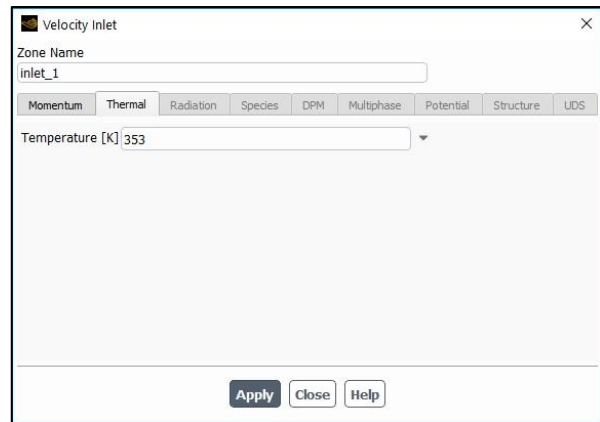 Velocity Inlet
Zone Name
inlet_1
Momentum Thermal Radiation Species DPM Multiphase Potential Structure UDS
Temperature [K] 353
Apply Close Help